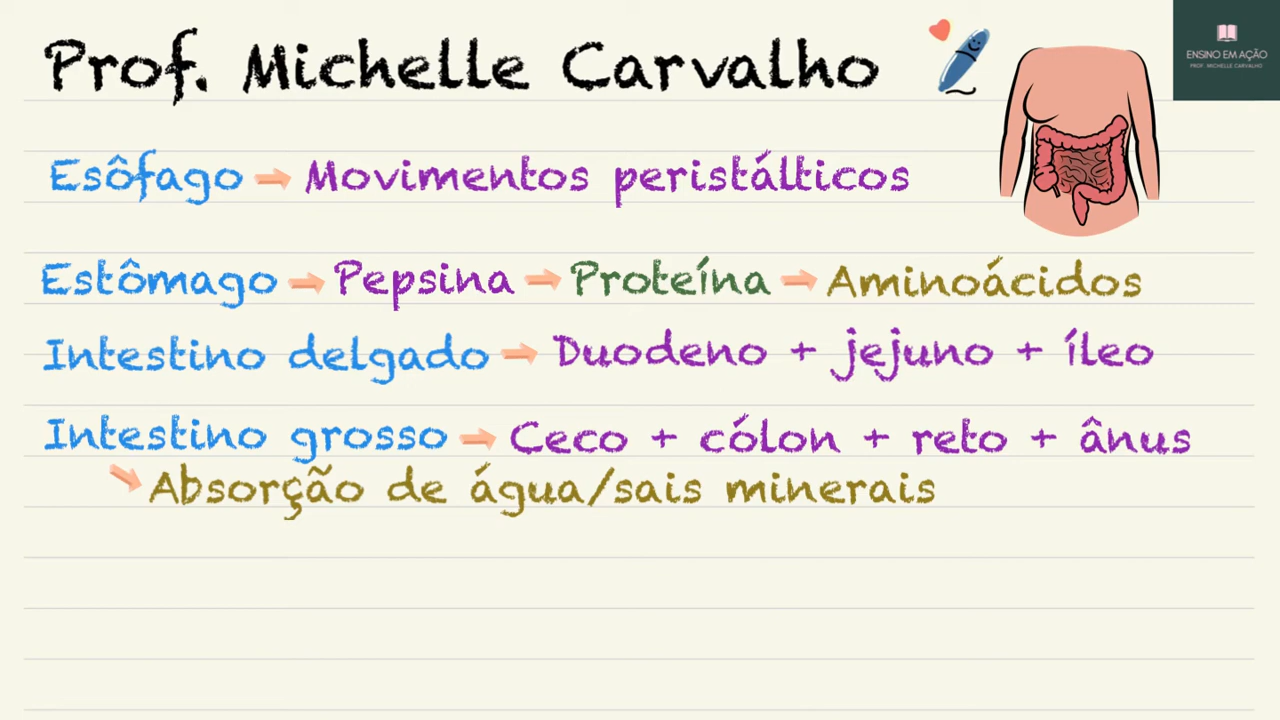 Prof. Michelle Carvalho
ENSINO EM AÇÃO
PROF. MICHELLE CARVALHO
Esôfago → Movimentos peristálticos
Estômago → Pepsina → Proteína → Aminoácidos
Intestino delgado → Duodeno + jejuno + íleo
Intestino grosso → Ceco + cólon + reto + ânus
→ Absorção de água/sais minerais